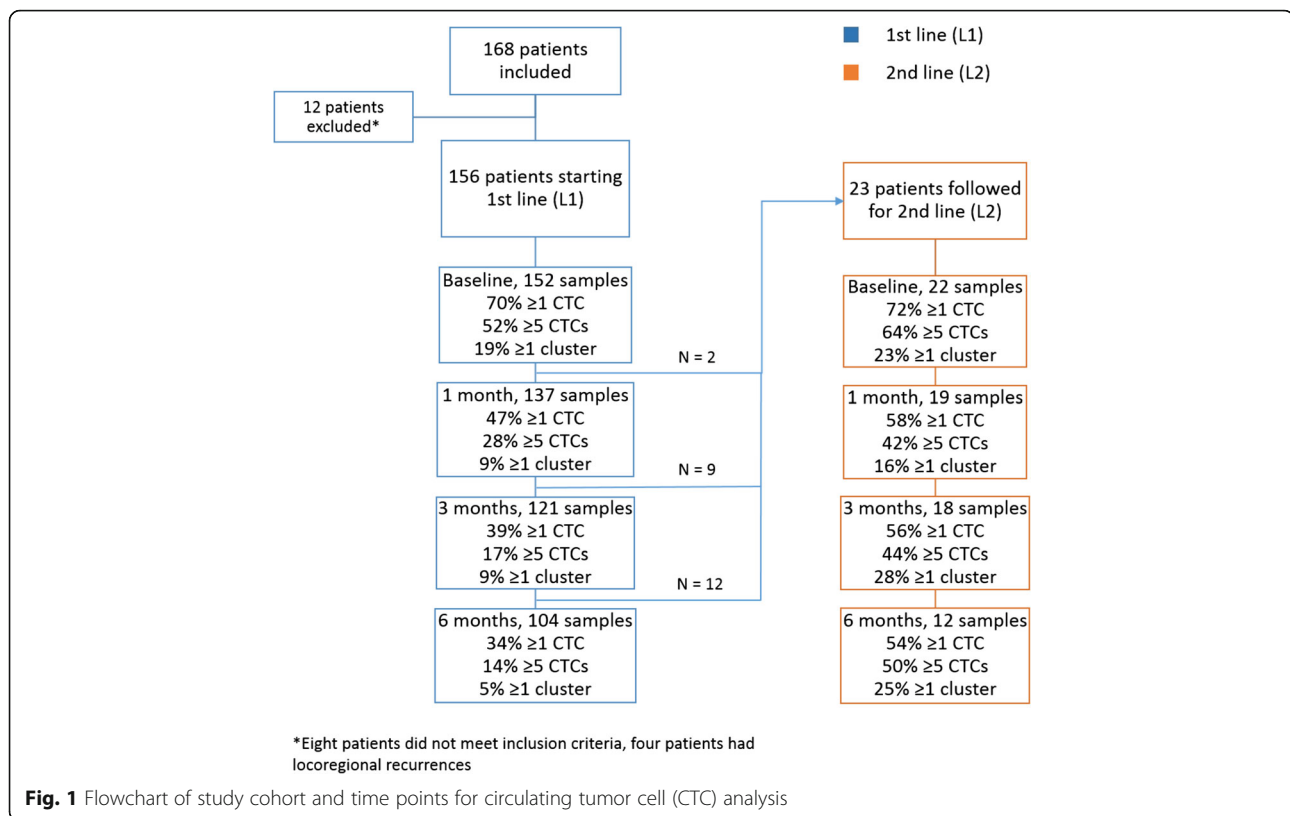 168 patients
included
1st line (L1)
2nd line (L2)
12 patients
excluded*
156 patients starting
1st line (L1)
23 patients followed
for 2nd line (L2)
Baseline, 152 samples
70% ≥1 CTC
52% ≥5 CTCs
19% ≥1 cluster
N = 2
1 month, 137 samples
47% ≥1 CTC
28% ≥5 CTCs
9% ≥1 cluster
N = 9
3 months, 121 samples
39% ≥1 CTC
17% ≥5 CTCs
9% ≥1 cluster
N = 12
6 months, 104 samples
34% ≥1 CTC
14% ≥5 CTCs
5% ≥1 cluster
Baseline, 22 samples
72% ≥1 CTC
64% ≥5 CTCs
23% ≥1 cluster
1 month, 19 samples
58% ≥1 CTC
42% ≥5 CTCs
16% ≥1 cluster
3 months, 18 samples
56% ≥1 CTC
44% ≥5 CTCs
28% ≥1 cluster
6 months, 12 samples
54% ≥1 CTC
50% ≥5 CTCs
25% ≥1 cluster
*Eight patients did not meet inclusion criteria, four patients had
locoregional recurrences
Fig. 1 Flowchart of study cohort and time points for circulating tumor cell (CTC) analysis